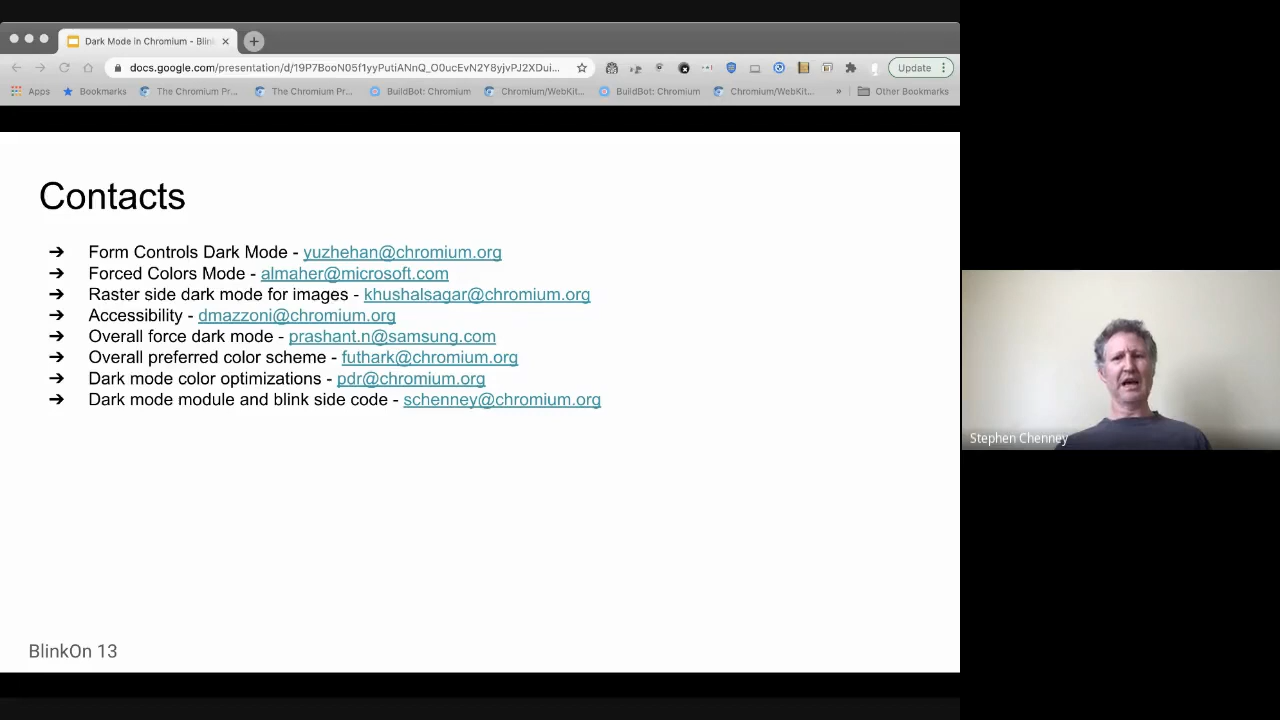 Dark Mode in Chromium - Blin
docs.google.com/presentation/d/19P7BooN05f1yyPutiANnQ_O0ucEvN2Y8yjvPJ2XDui...
Update
Apps
Bookmarks
The Chromium Pr...
The Chromium Pr...
BuildBot: Chromium
Chromium/WebKit...
BuildBot: Chromium
Chromium/WebKit...
»
Other Bookmarks
Contacts
➔ Form Controls Dark Mode - yuzhehan@chromium.org
➔ Forced Colors Mode - almaher@microsoft.com
➔ Raster side dark mode for images - khushalsagar@chromium.org
➔ Accessibility - dmazzoni@chromium.org
➔ Overall force dark mode - prashant.n@samsung.com
➔ Overall preferred color scheme - futhark@chromium.org
➔ Dark mode color optimizations - pdr@chromium.org
➔ Dark mode module and blink side code - schenney@chromium.org
Stephen Chenney
BlinkOn 13